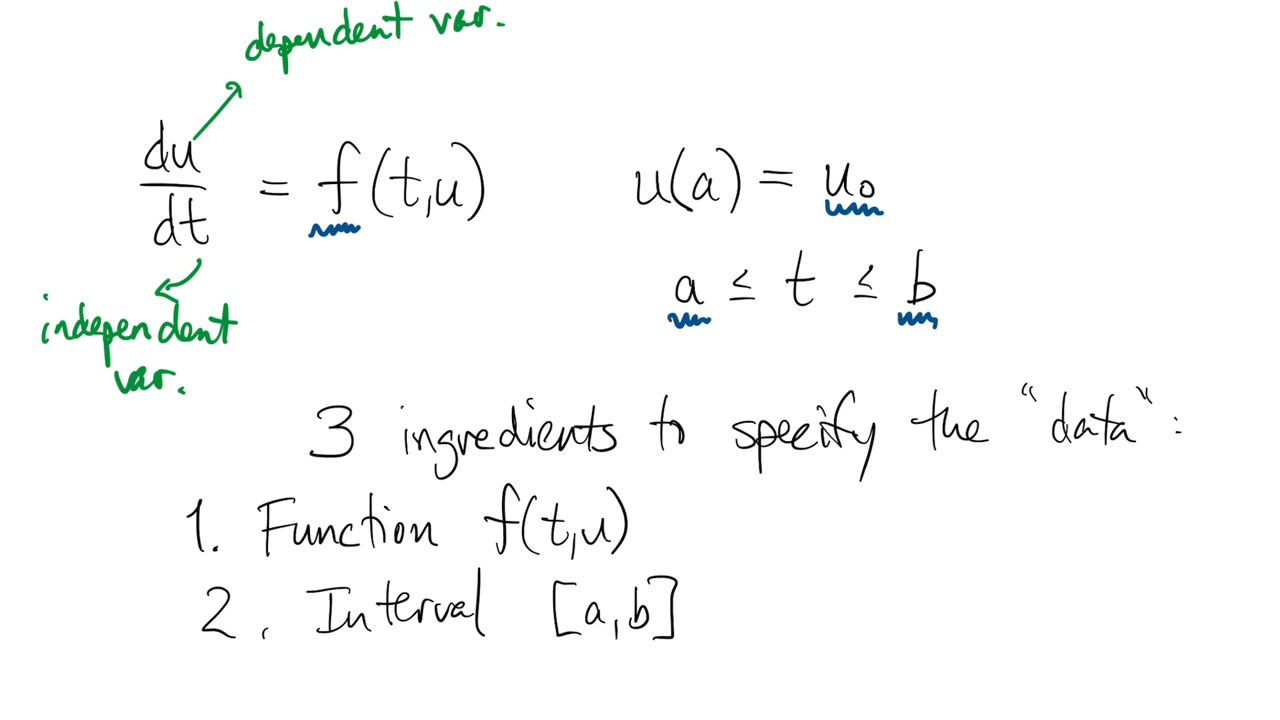 dependent var.
du/dt = f(t,u)
u(a) = u₀
a ≤ t ≤ b
independent
var.
3 ingredients to specify the “data”:
1. Function f(t,u)
2. Interval [a,b]